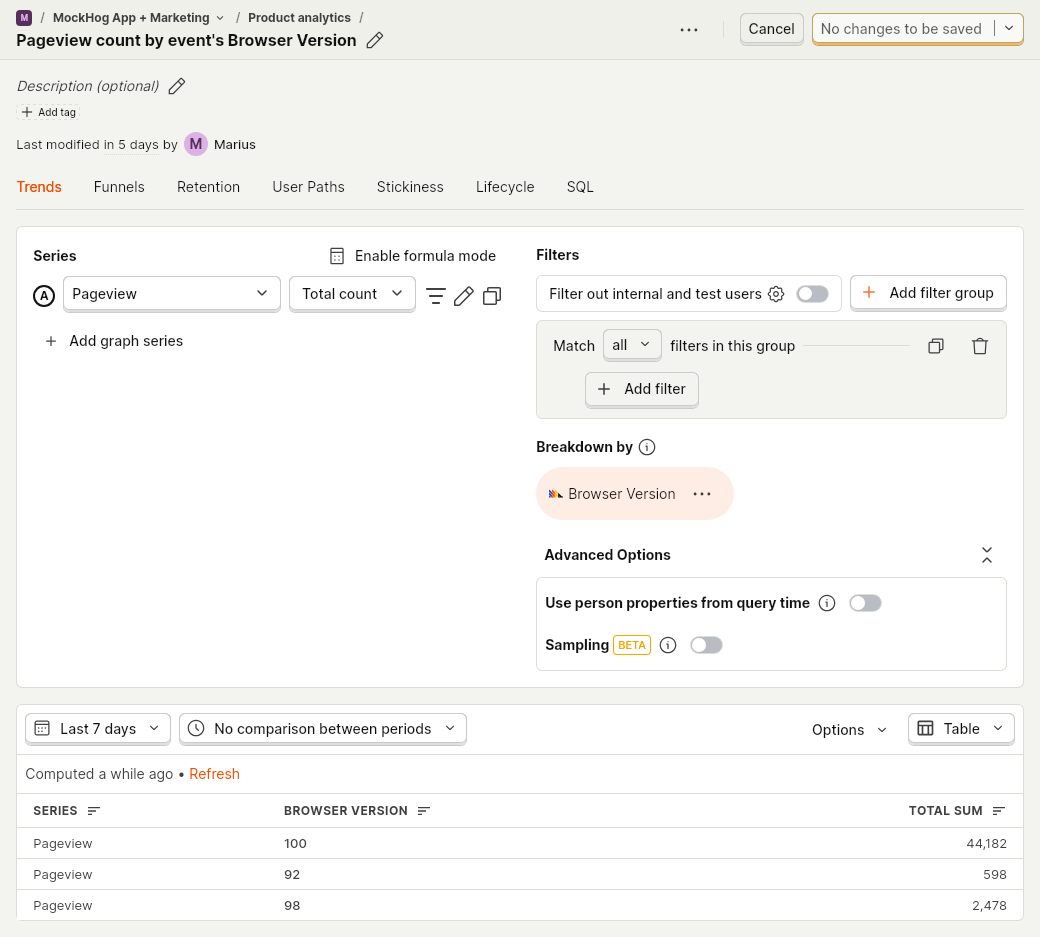 M / MockHog App + Marketing / Product analytics /
Pageview count by event's Browser Version
Cancel
No changes to be saved
Description (optional)
Add tag
Last modified in 5 days by M Marius
Trends Funnels Retention User Paths Stickiness Lifecycle SQL
Series
Enable formula mode
A Pageview Total count
Add graph series
Filters
Filter out internal and test users
Add filter group
Match all filters in this group
Add filter
Breakdown by
Browser Version
Advanced Options
Use person properties from query time
Sampling BETA
Last 7 days No comparison between periods Options Table
Computed a while ago • Refresh
SERIES BROWSER VERSION TOTAL SUM
Pageview 100 44,182
Pageview 92 598
Pageview 98 2,478